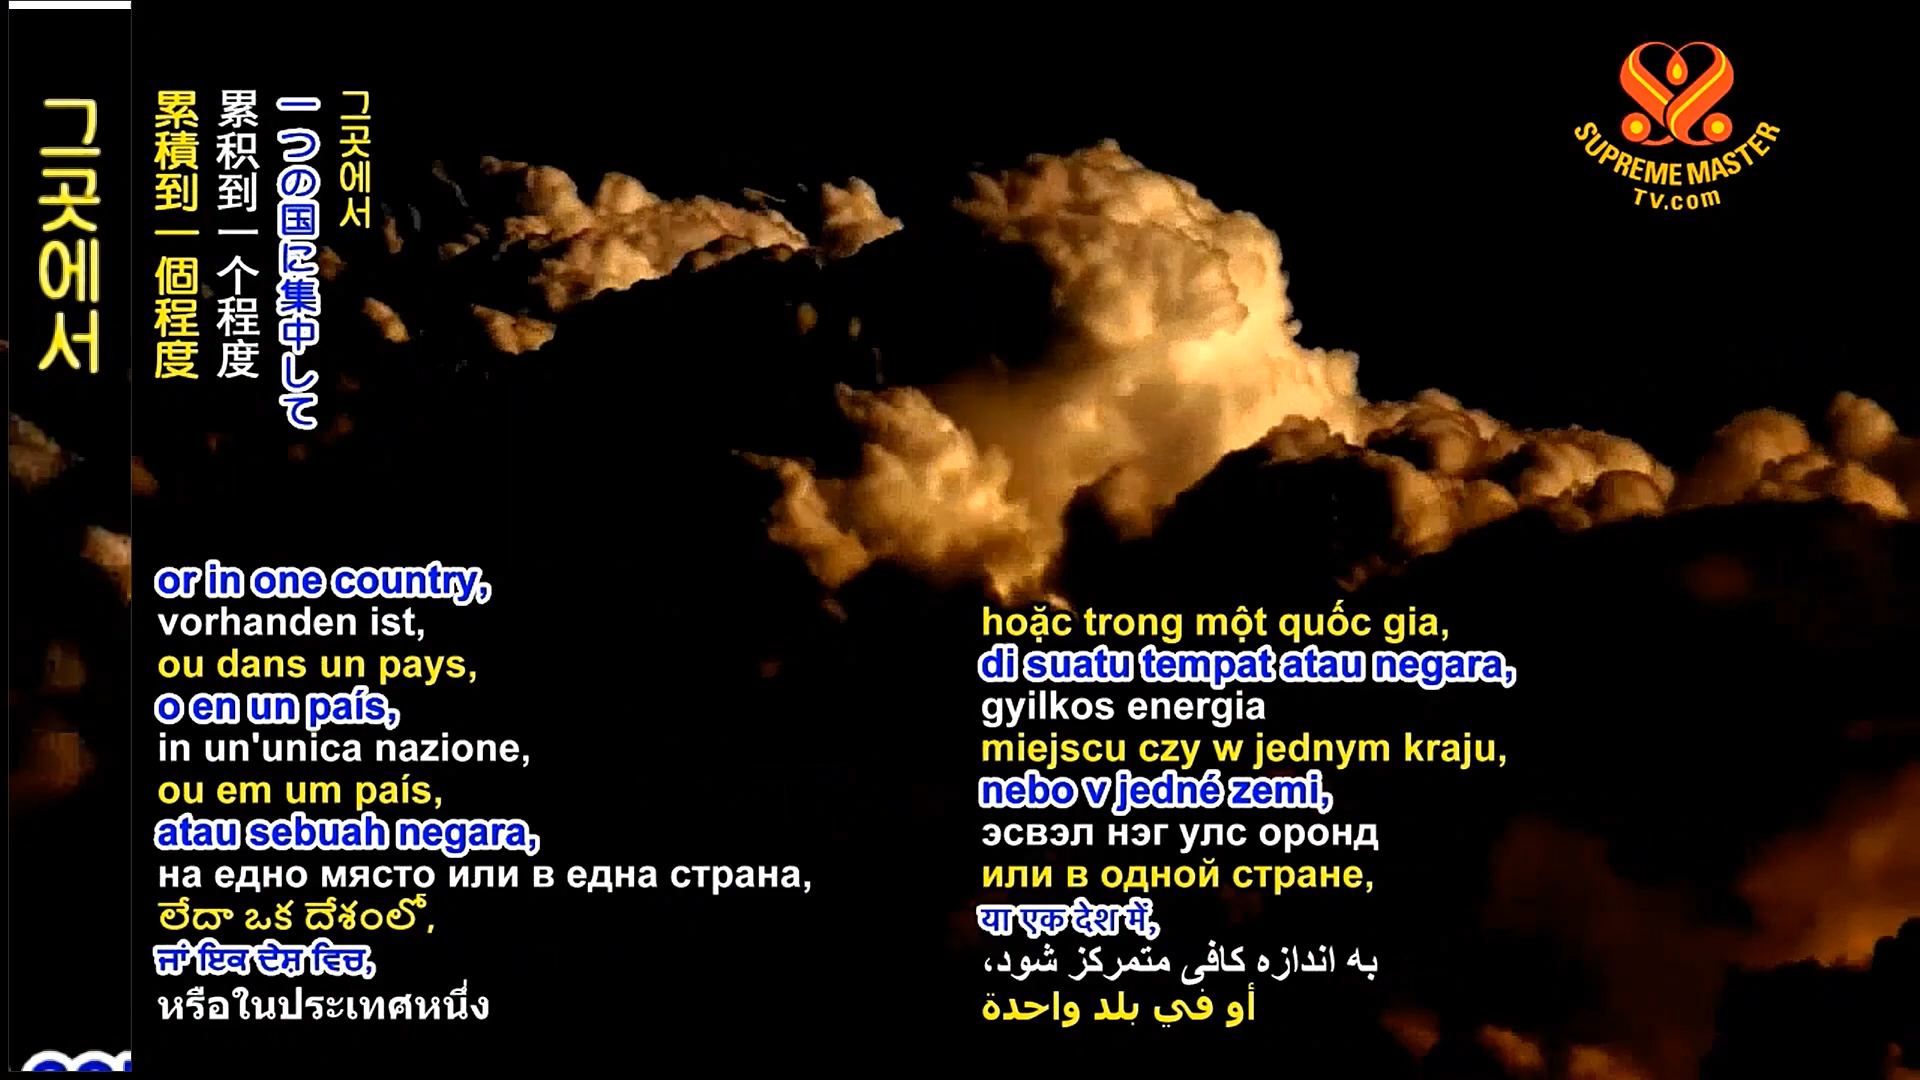 그곳에서
累積到一個程度
累积到一个程度
一つの国に集中して
그곳에서
SUPREME MASTER
TV.com
or in one country,
vorhanden ist,
ou dans un pays,
o en un país,
in un'unica nazione,
ou em um país,
atau sebuah negara,
на едно място или в една страна,
లేదా ఒక దేశంలో,
ਜਾਂ ਇਕ ਦੇਸ਼ ਵਿਚ,
หรือในประเทศหนึ่ง
hoặc trong một quốc gia,
di suatu tempat atau negara,
gyilkos energia
miejscu czy w jednym kraju,
nebo v jedné zemi,
эсвэл нэг улс оронд
или в одной стране,
या एक देश में,
به اندازه کافی متمرکز شود،
أو في بلد واحدة